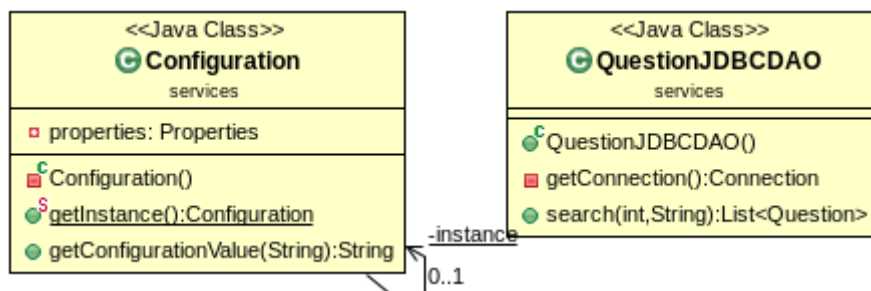 <<Java Class>>
Configuration
services
properties: Properties
Configuration()
getInstance():Configuration
getConfigurationValue(String):String
-instance
0..1
<<Java Class>>
QuestionJDBCDAO
services
QuestionJDBCDAO()
getConnection():Connection
search(int,String):List<Question>